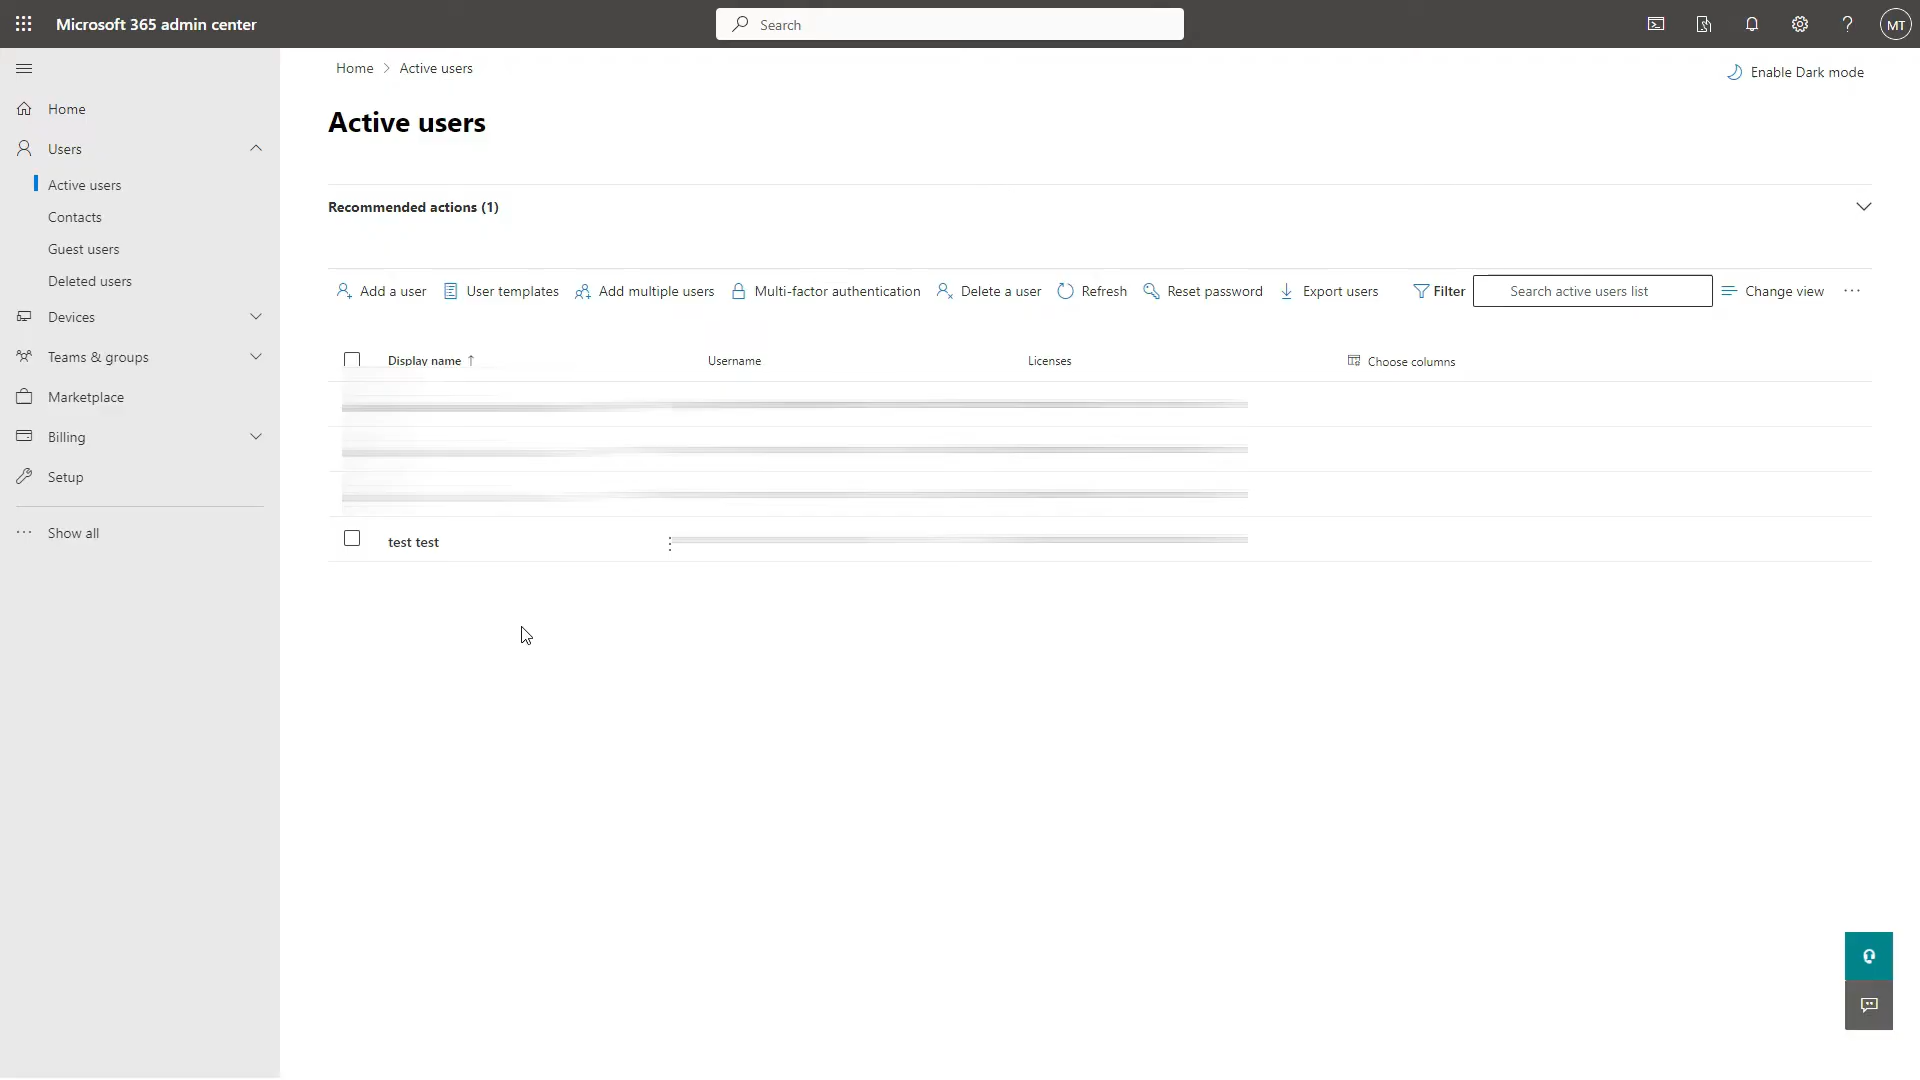 Microsoft 365 admin center
Search
MT
Home
Users
Active users
Contacts
Guest users
Deleted users
Devices
Teams & groups
Marketplace
Billing
Setup
Show all
Home > Active users
Enable Dark mode
Active users
Recommended actions (1)
Add a user User templates Add multiple users Multi-factor authentication Delete a user Refresh Reset password Export users Filter Search active users list Change view
Display name ↑ Username Licenses Choose columns
test test